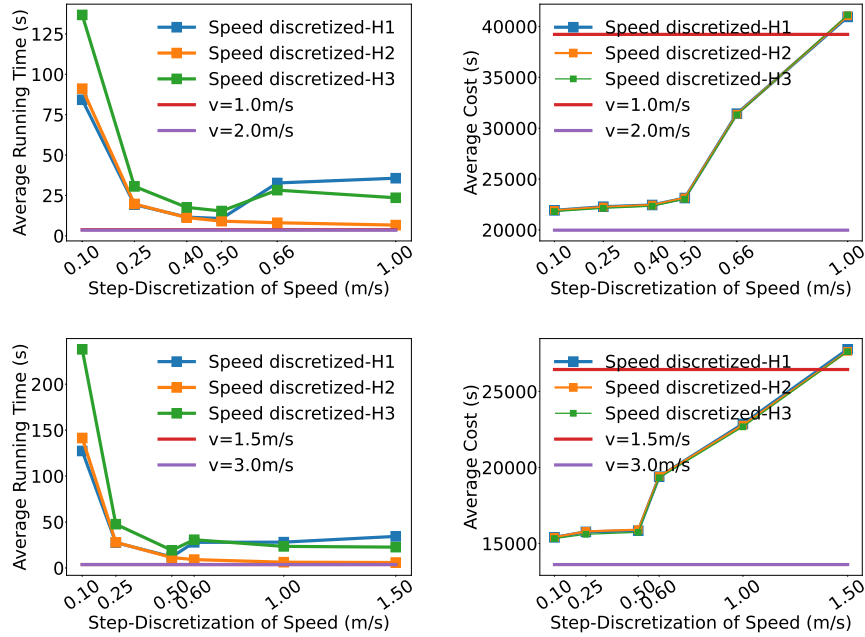 Average Running Time (s)
125
100
75
50
25
0
Speed discretized-H1
Speed discretized-H2
Speed discretized-H3
v=1.0m/s
v=2.0m/s
0.10
0.25
0.40
0.50
0.66
1.00
Step-Discretization of Speed (m/s)
Average Cost (s)
40000
35000
30000
25000
20000
Speed discretized-H1
Speed discretized-H2
Speed discretized-H3
v=1.0m/s
v=2.0m/s
0.10
0.25
0.40
0.50
0.66
1.00
Step-Discretization of Speed (m/s)
Average Running Time (s)
200
150
100
50
0
Speed discretized-H1
Speed discretized-H2
Speed discretized-H3
v=1.5m/s
v=3.0m/s
0.10
0.25
0.50
0.60
1.00
1.50
Step-Discretization of Speed (m/s)
Average Cost (s)
25000
20000
15000
Speed discretized-H1
Speed discretized-H2
Speed discretized-H3
v=1.5m/s
v=3.0m/s
0.10
0.25
0.50
0.60
1.00
1.50
Step-Discretization of Speed (m/s)